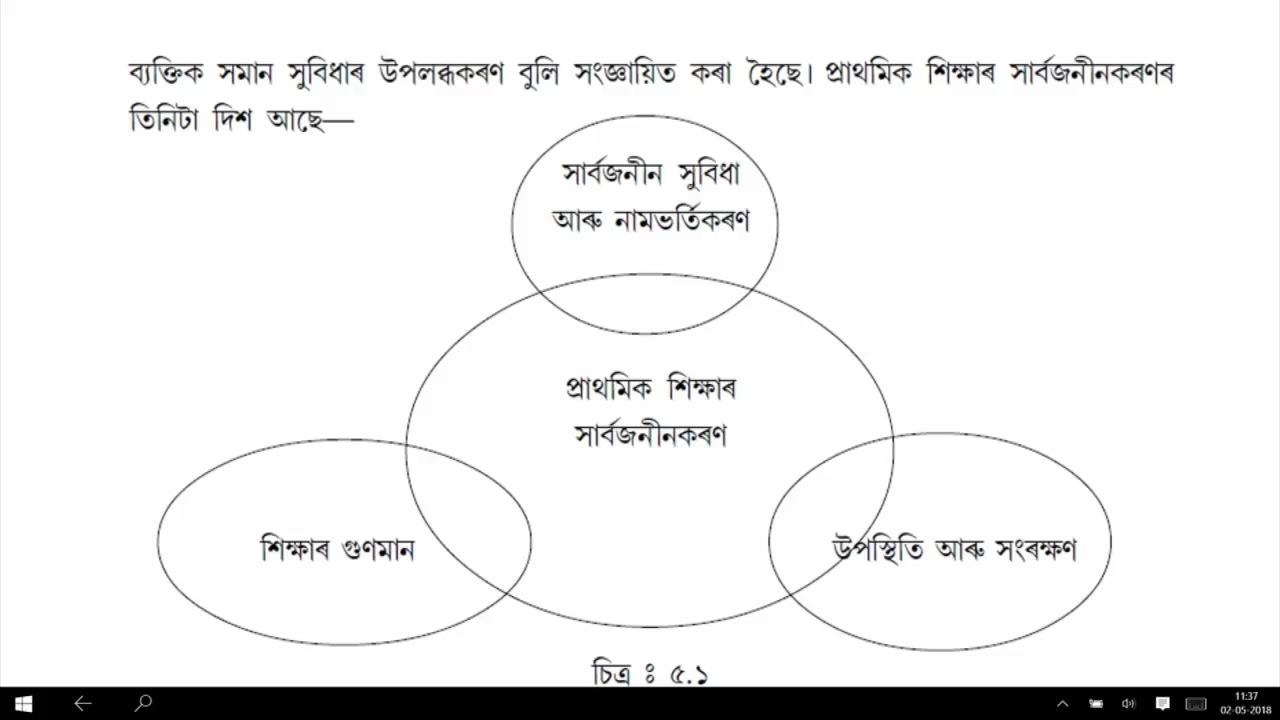 ব্যক্তিক সমান সুবিধাৰ উপলব্ধকৰণ বুলি সংজ্ঞায়িত কৰা হৈছে। প্ৰাথমিক শিক্ষাৰ সাৰ্বজনীনকৰণৰ
তিনিটা দিশ আছে—
সাৰ্বজনীন সুবিধা
আৰু নামভৰ্তিকৰণ
প্ৰাথমিক শিক্ষাৰ
সাৰ্বজনীনকৰণ
শিক্ষাৰ গুণমান
উপস্থিতি আৰু সংৰক্ষণ
চিত্ৰ : ৫.১
11:37
02-05-2018